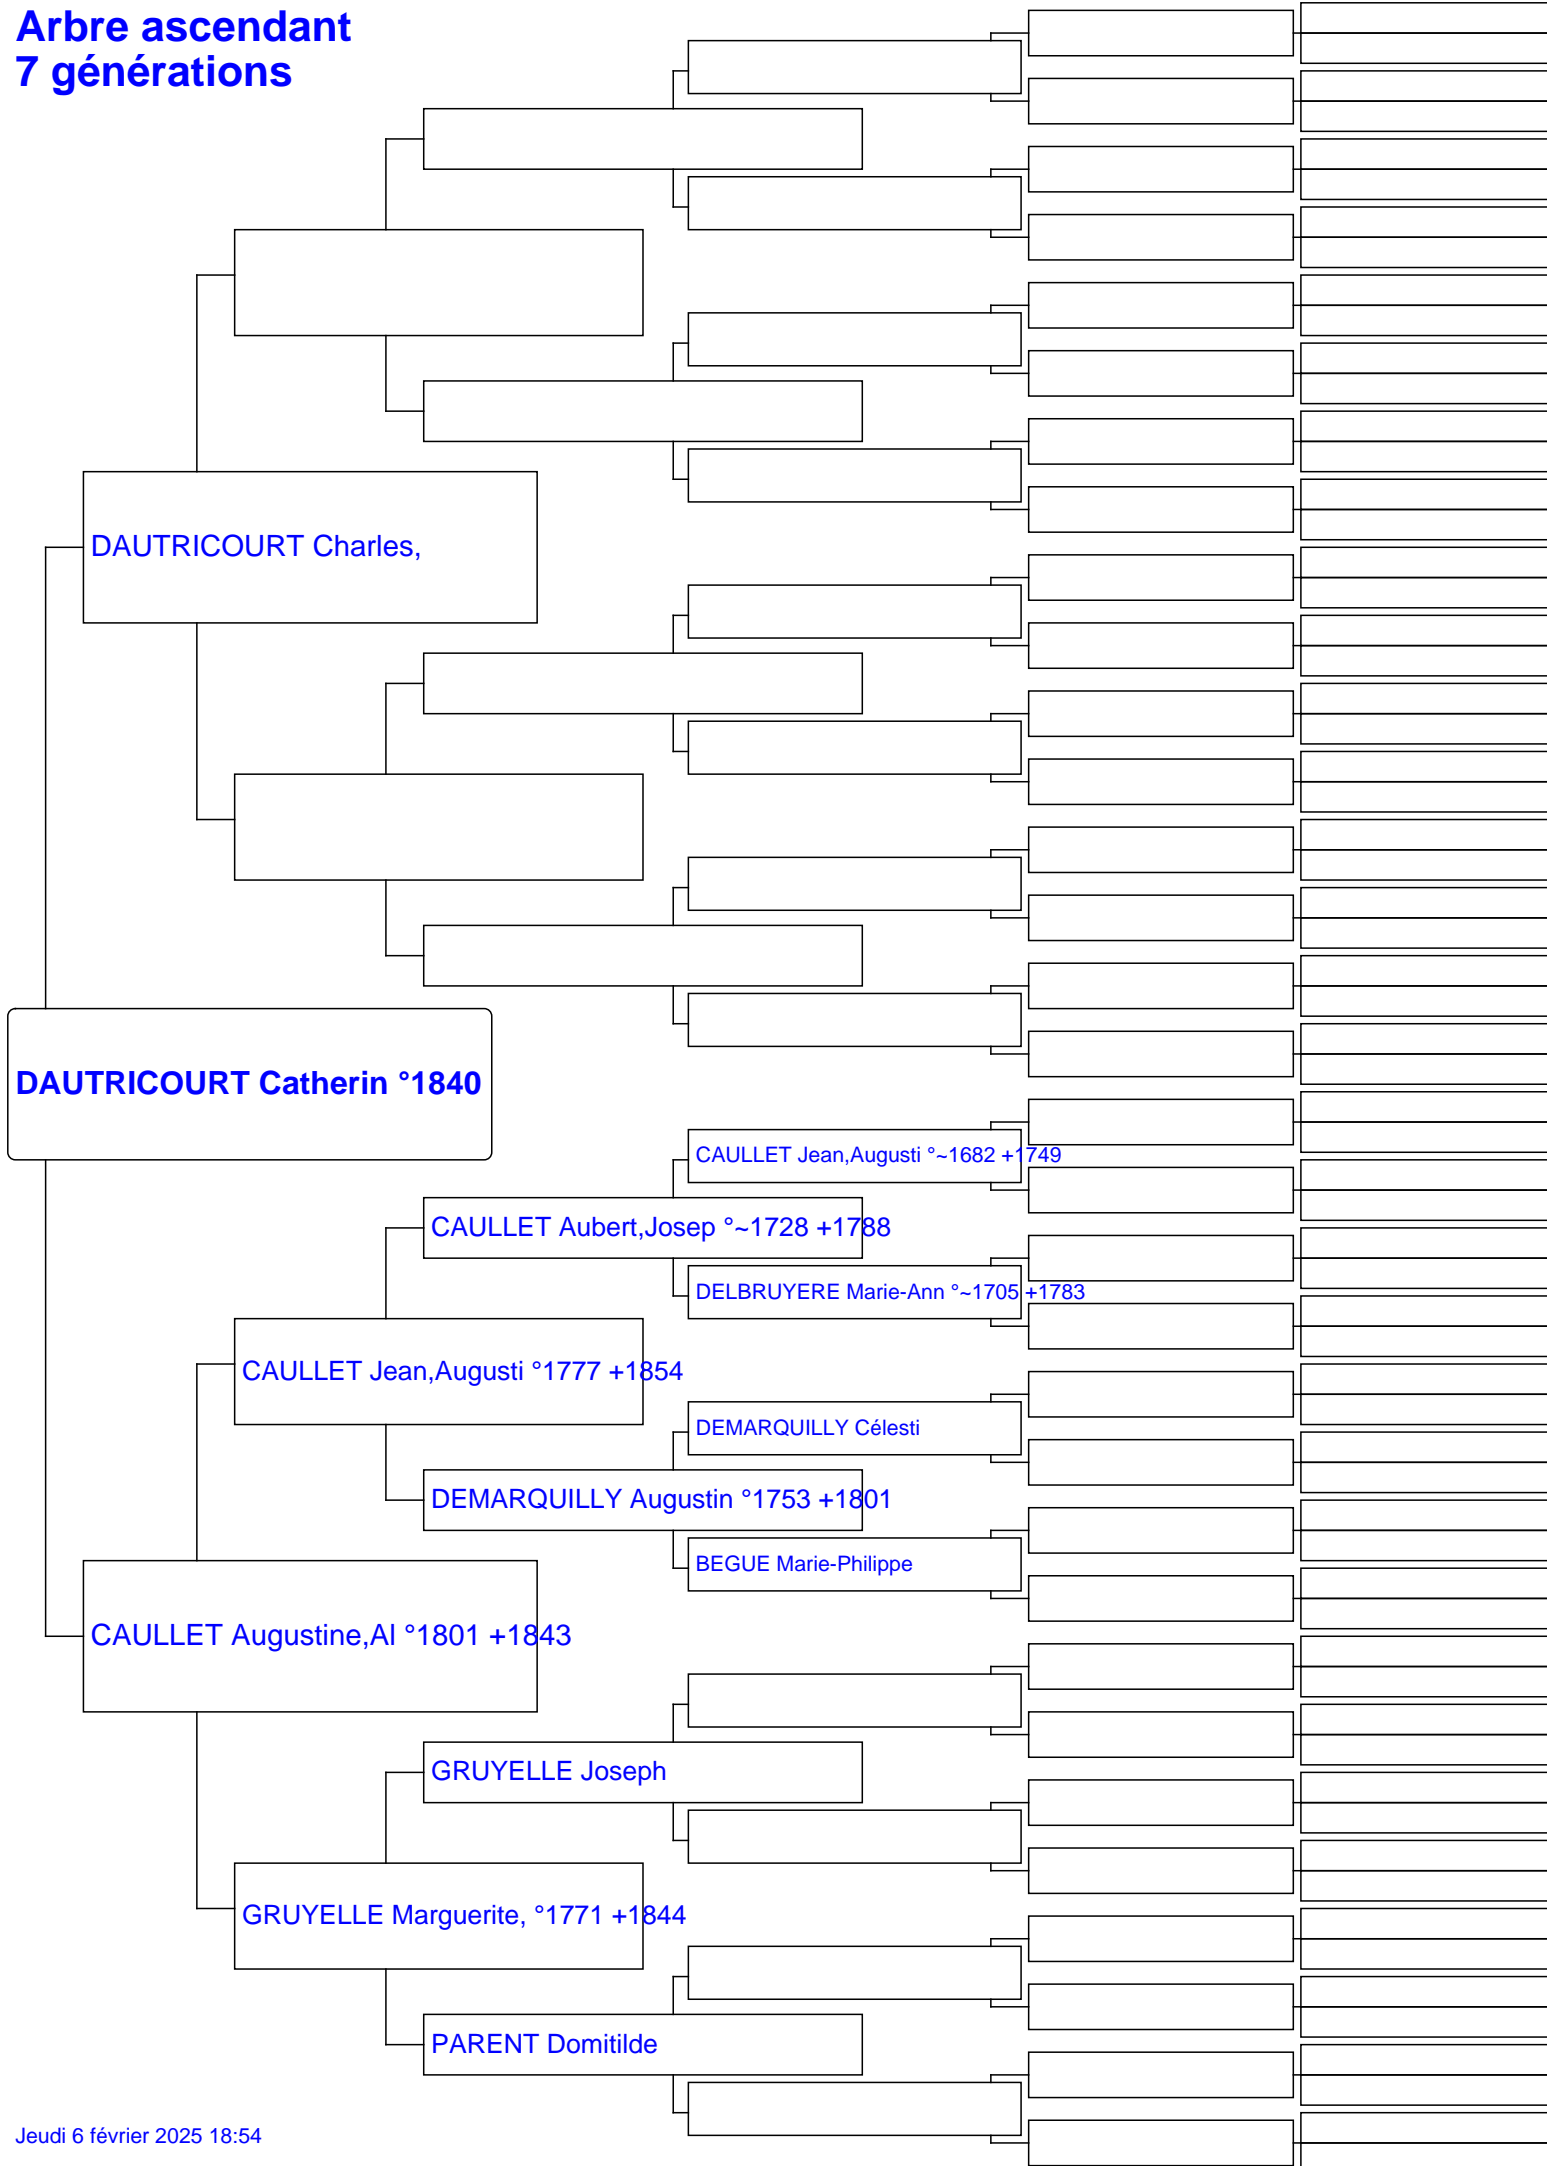 Arbre ascendant
7 générations
DAUTRICOURT Charles,
DAUTRICOURT Catherin °1840
CAULLET Jean,Augusti °~1682 +1749
CAULLET Aubert,Josep °~1728 +1788
DELBRUYERE Marie-Ann °~1705 +1783
CAULLET Jean,Augusti °1777 +1854
DEMARQUILLY Célesti
DEMARQUILLY Augustin °1753 +1801
BEGUE Marie-Philippe
CAULLET Augustine,Al °1801 +1843
GRUYELLE Joseph
GRUYELLE Marguerite, °1771 +1844
PARENT Domitilde
Jeudi 6 février 2025 18:54